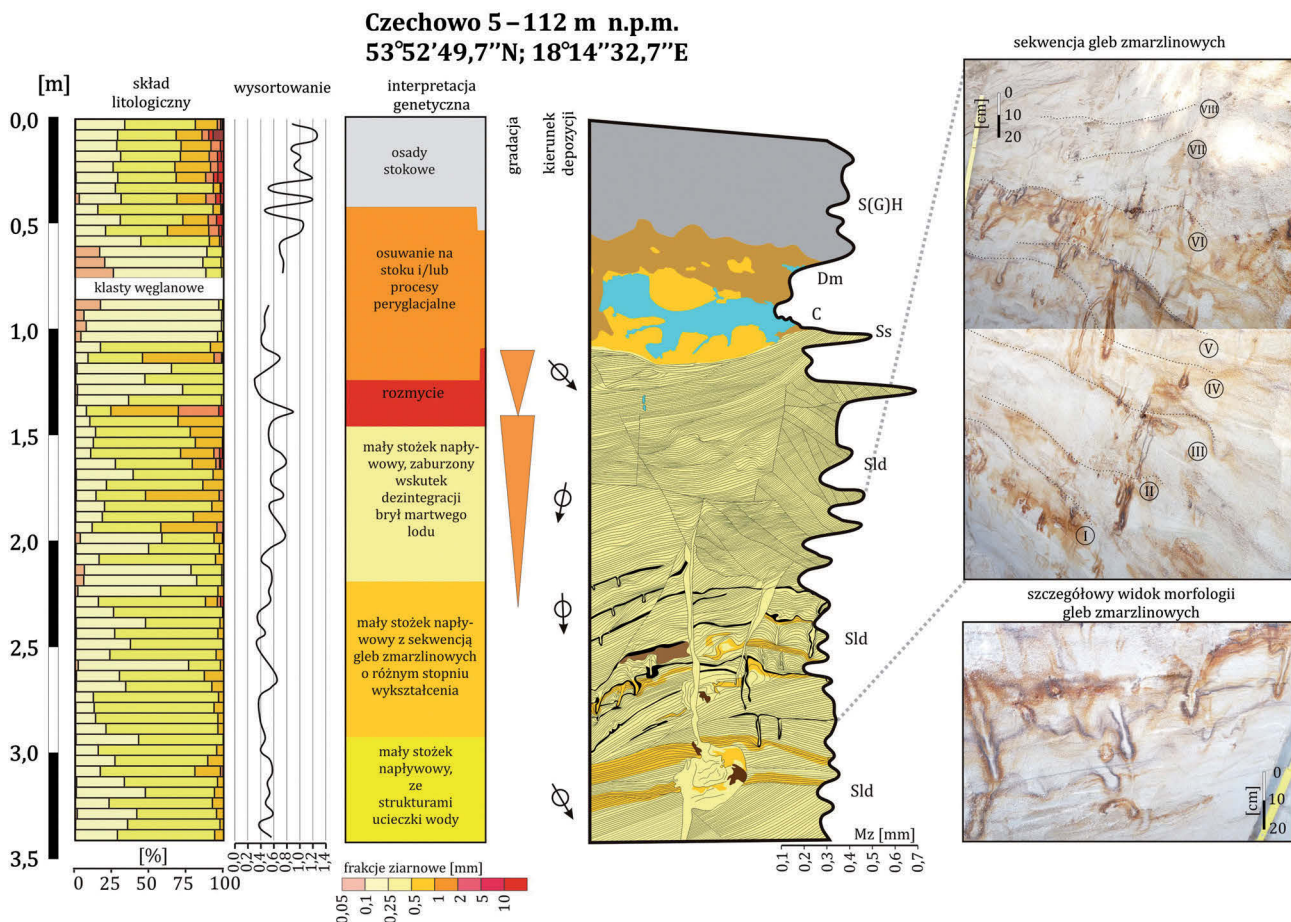 Czechowo 5 – 112 m n.p.m.
53°52’49,7”N; 18°14’’32,7”E
[m]
skład
litologiczny
wysortowanie
interpretacja
genetyczna
gradacja
kierunek
depozycji
0,0
0,5
1,0
1,5
2,0
2,5
3,0
3,5
klasty węglanowe
[%]
0 25 50 75 100
0,0 0,2 0,4 0,6 0,8 1,0 1,2 1,4
osady
stokowe
osuwanie na
stoku i/lub
procesy
peryglacjalne
rozmycie
mały stożek napły-
wowy, zaburzony
wskutek
dezintegracji
brył martwego
lodu
mały stożek napły-
wowy z sekwencją
gleb zmarzlinowych
o różnym stopniu
wykształcenia
mały stożek
napływowy,
ze
strukturami
ucieczki wody
frakcje ziarnowe [mm]
0,05 0,1 0,25 0,5 1 2 5 10
S(G)H
Dm
C
Ss
Sld
Sld
Sld
Mz [mm]
0,1 0,2 0,3 0,4 0,5 0,6 0,7
sekwencja gleb zmarzlinowych
[cm]
0
10
20
VIII
VII
VI
V
IV
III
II
I
szczegółowy widok morfologii
gleb zmarzlinowych
[cm]
0
10
20